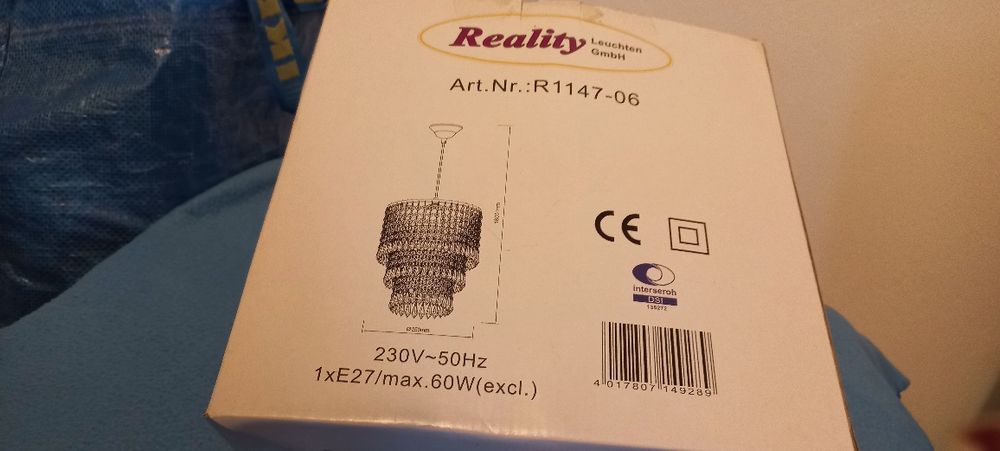 Reality Leuchten
GmbH
Art.Nr.:R1147-06
CE
interseroh
DSI
230V~50Hz
1xE27/max.60W(excl.)
4 017807 149289